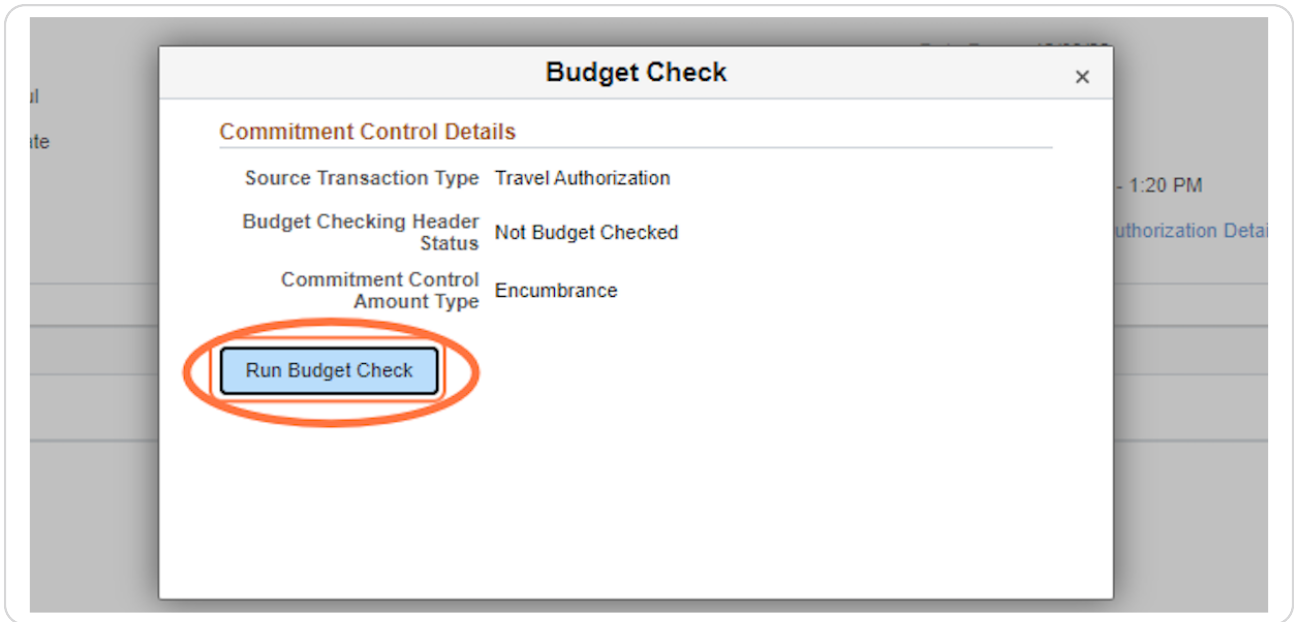 Budget Check
×
ul
ate
Commitment Control Details
Source Transaction Type Travel Authorization
- 1:20 PM
Budget Checking Header
Status Not Budget Checked
uthorization Detai
Commitment Control
Amount Type Encumbrance
Run Budget Check